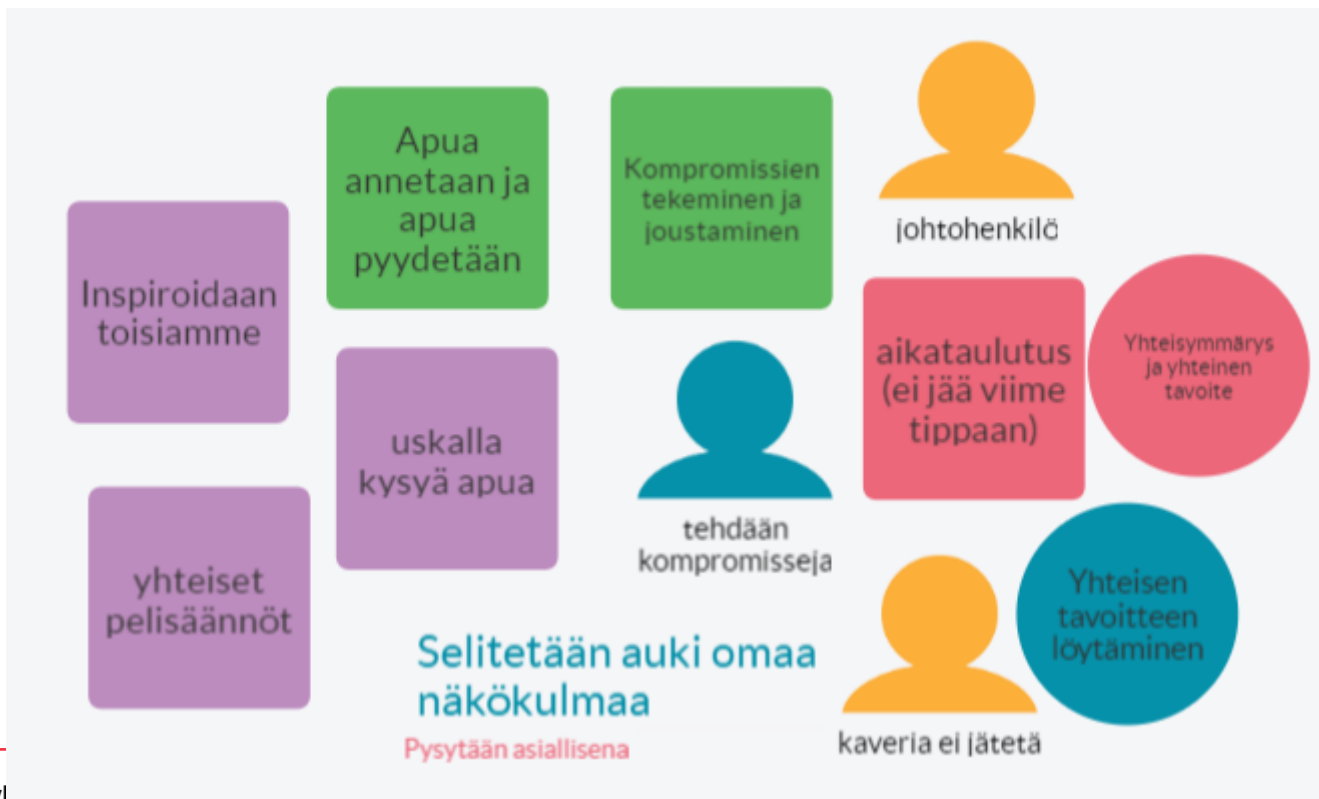 Apua
annetaan ja
apua
pyydetään
Kompromissien
tekeminen ja
joustaminen
johtohenkilö
Inspiroidaan
toisiamme
aikataulutus
(ei jää viime
tippaan)
Yhteisymmärys
ja yhteinen
tavoite
uskalla
kysyä apua
tehdään
kompromisseja
yhteiset
pelisäännöt
Yhteisen
tavoitteen
löytäminen
Selitetään auki omaa
näkökulmaa
Pysytään asiallisena
kaveria ei jätetä